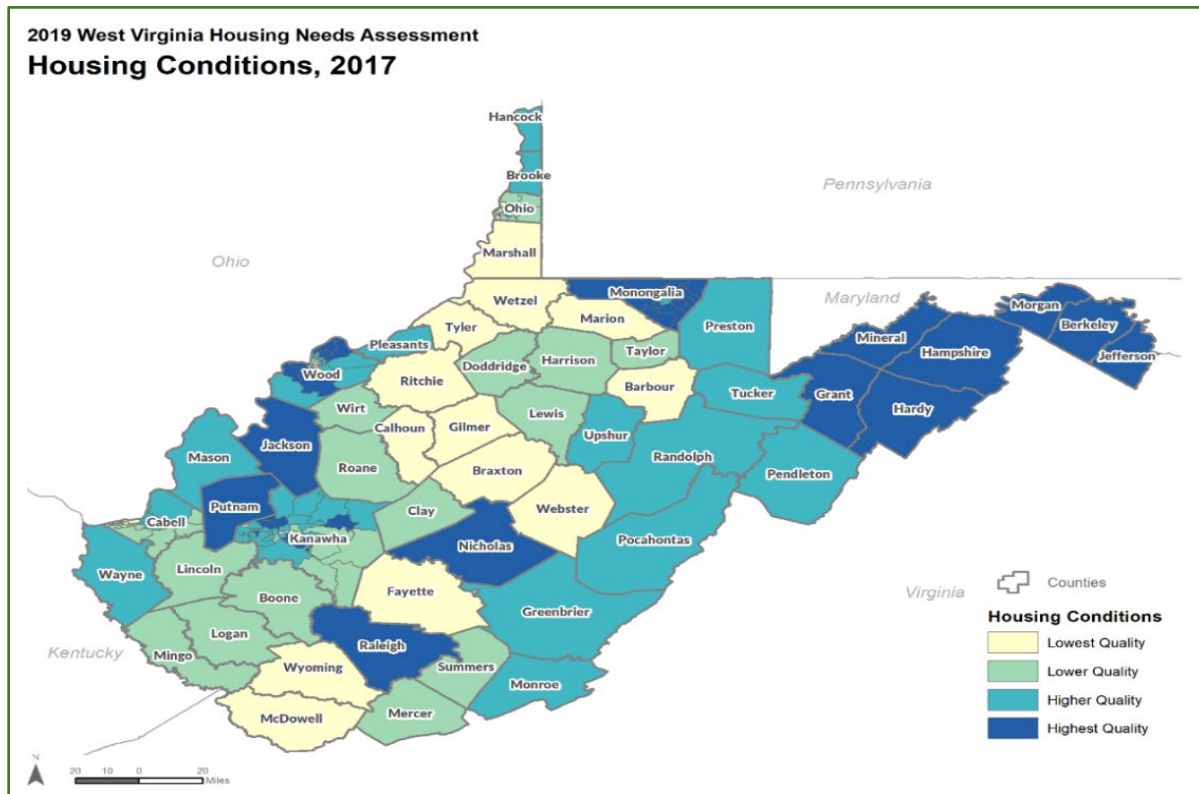 2019 West Virginia Housing Needs Assessment
Housing Conditions, 2017
Hancock
Brooke
Pennsylvania
Ohio
Marshall
Ohio
Wetzel
Monongalia
Marion
Maryland
Morgan
Berkeley
Tyler
Preston
Mineral
Jefferson
Pleasants
Hampshire
Doddridge
Harrison
Taylor
Wood
Ritchie
Barbour
Tucker
Grant
Hardy
Wirt
Lewis
Calhoun
Gilmer
Upshur
Jackson
Mason
Roane
Randolph
Pendleton
Braxton
Putnam
Webster
Clay
Cabell
Kanawha
Nicholas
Pocahontas
Wayne
Lincoln
Fayette
Virginia
Boone
Greenbrier
Logan
Raleigh
Kentucky
Mingo
Wyoming
Summers
Monroe
McDowell
Mercer
Counties
Housing Conditions
Lowest Quality
Lower Quality
Higher Quality
Highest Quality
N
20 10 0 20
Miles